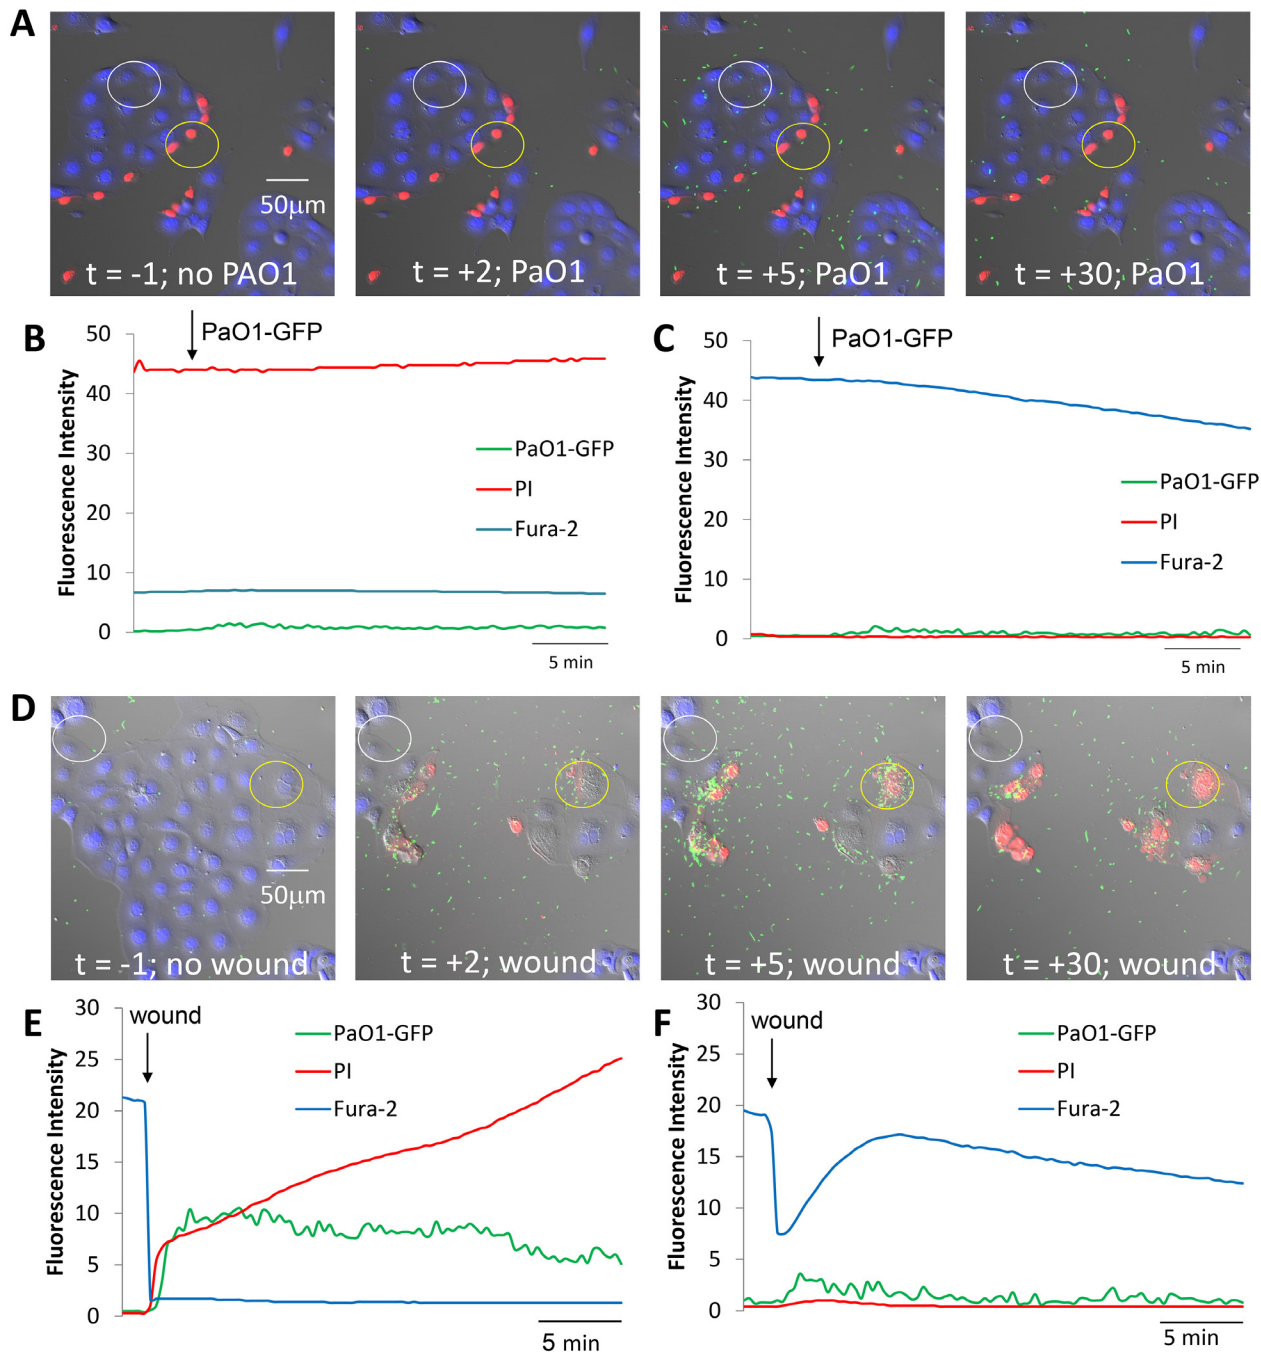 A
50μm
t = -1; no PAO1
t = +2; PaO1
t = +5; PaO1
t = +30; PaO1
B
PaO1-GFP
50
40
30
20
10
0
Fluorescence Intensity
PaO1-GFP
PI
Fura-2
5 min
C
PaO1-GFP
50
40
30
20
10
0
Fluorescence Intensity
PaO1-GFP
PI
Fura-2
5 min
D
50μm
t = -1; no wound
t = +2; wound
t = +5; wound
t = +30; wound
E
wound
30
25
20
15
10
5
0
Fluorescence Intensity
PaO1-GFP
PI
Fura-2
5 min
F
wound
30
25
20
15
10
5
0
Fluorescence Intensity
PaO1-GFP
PI
Fura-2
5 min